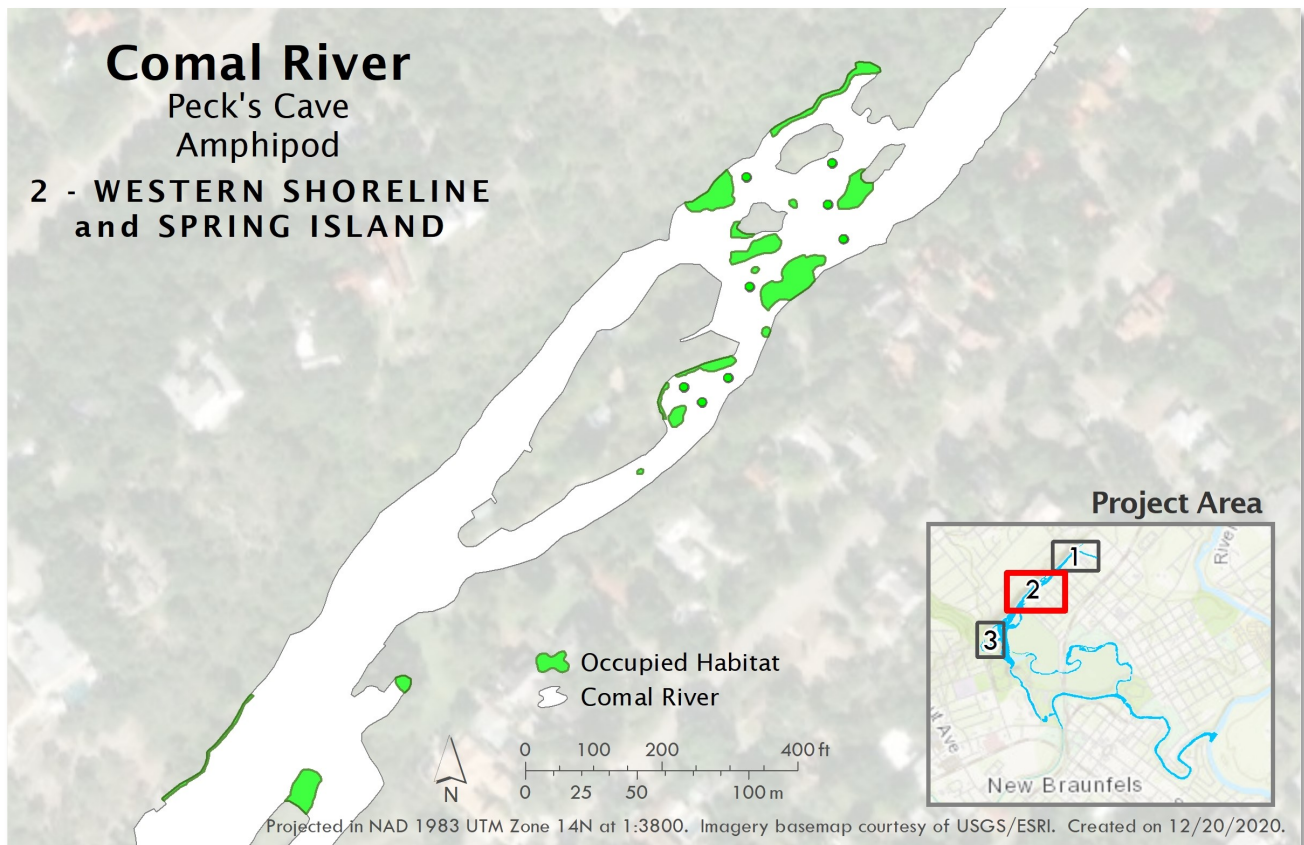 Comal River
Peck's Cave
Amphipod
2 - WESTERN SHORELINE
and SPRING ISLAND
Project Area
River
1
2
3
Ave
New Braunfels
Occupied Habitat
Comal River
0 100 200 400 ft
0 25 50 100 m
N
Projected in NAD 1983 UTM Zone 14N at 1:3800. Imagery basemap courtesy of USGS/ESRI. Created on 12/20/2020.